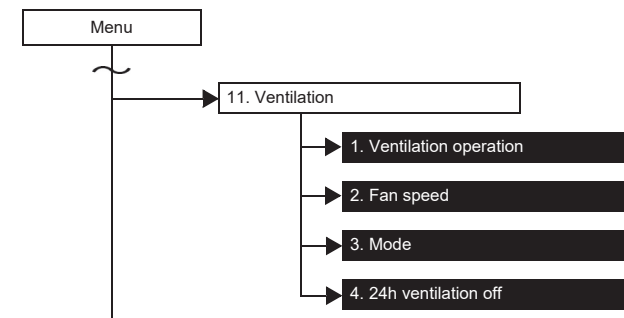 Menu
11. Ventilation
1. Ventilation operation
2. Fan speed
3. Mode
4. 24h ventilation off